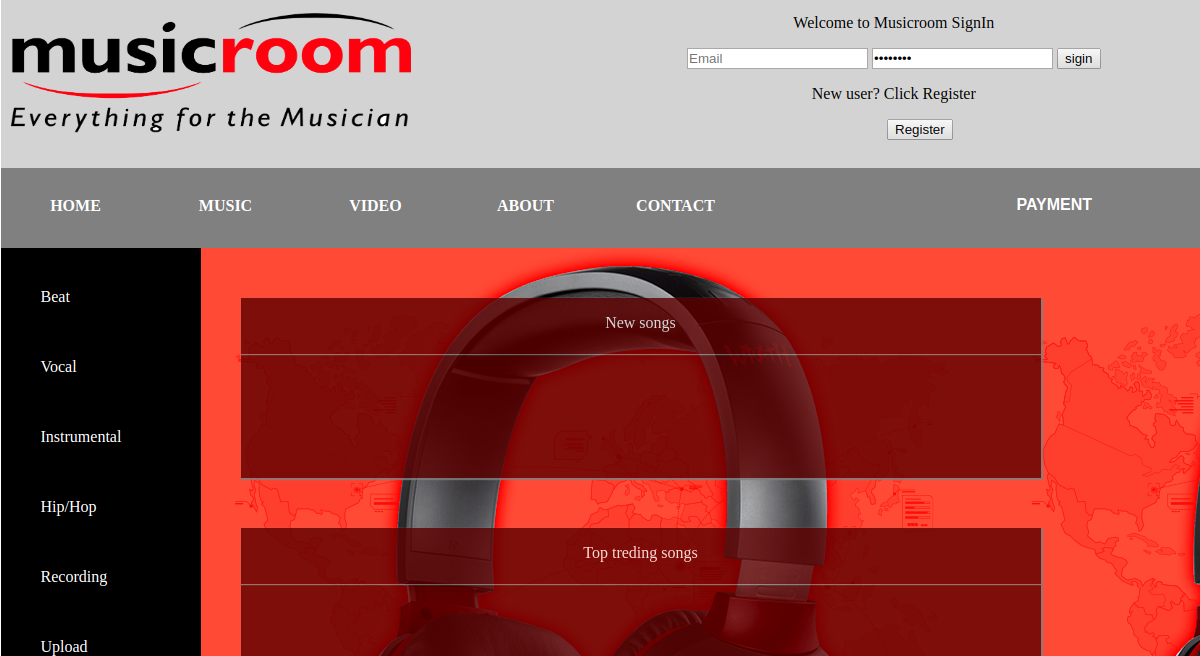 musicroom
Everything for the Musician
Welcome to Musicroom SignIn
Email •••••••• sigin
New user? Click Register
Register
HOME MUSIC VIDEO ABOUT CONTACT PAYMENT
Beat
Vocal
Instrumental
Hip/Hop
Recording
Upload
New songs
Top treding songs